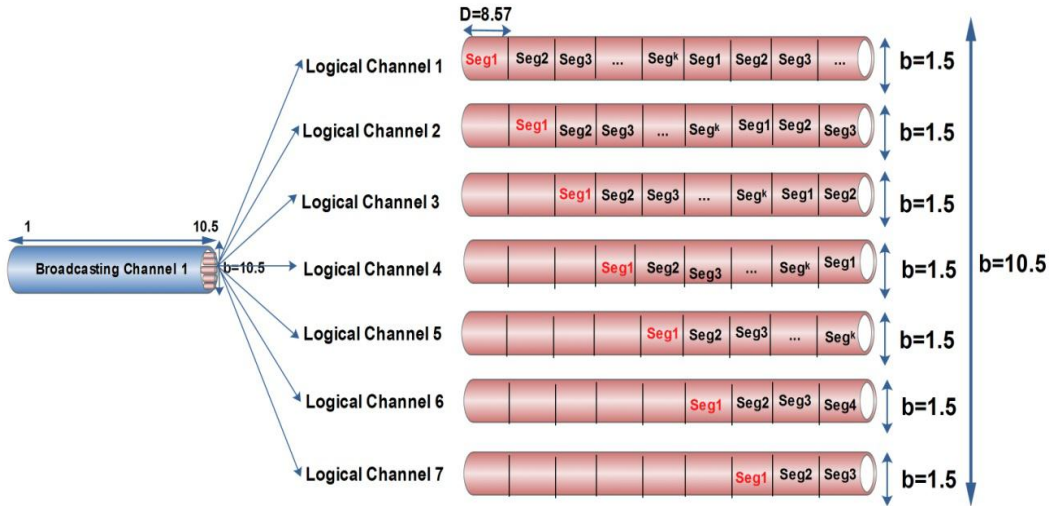 D=8.57
Logical Channel 1 Seg1 Seg2 Seg3 ... Segᵏ Seg1 Seg2 Seg3 ... b=1.5
Logical Channel 2 Seg1 Seg2 Seg3 ... Segᵏ Seg1 Seg2 Seg3 b=1.5
Logical Channel 3 Seg1 Seg2 Seg3 ... Segᵏ Seg1 Seg2 b=1.5
1 10.5
Broadcasting Channel 1 b=10.5
Logical Channel 4 Seg1 Seg2 Seg3 ... Segᵏ Seg1 b=1.5
b=10.5
Logical Channel 5 Seg1 Seg2 Seg3 ... Segᵏ b=1.5
Logical Channel 6 Seg1 Seg2 Seg3 Seg4 b=1.5
Logical Channel 7 Seg1 Seg2 Seg3 b=1.5